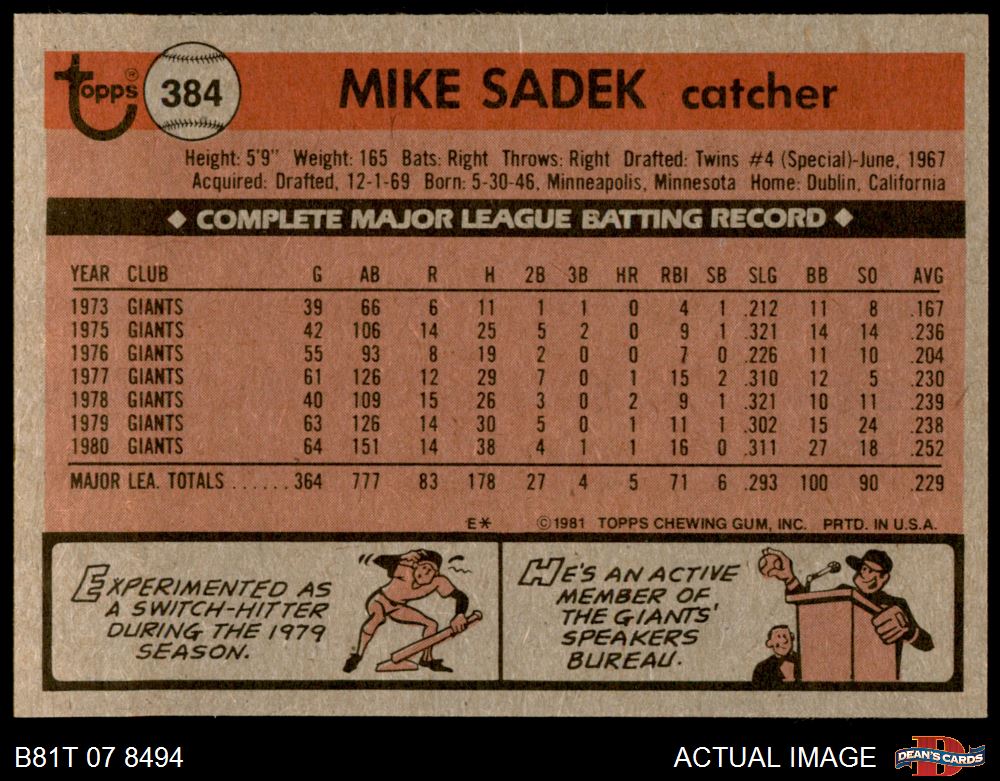 topps® 384 MIKE SADEK catcher
Height: 5'9" Weight: 165 Bats: Right Throws: Right Drafted: Twins #4 (Special)-June, 1967
Acquired: Drafted, 12-1-69 Born: 5-30-46, Minneapolis, Minnesota Home: Dublin, California
◆ COMPLETE MAJOR LEAGUE BATTING RECORD ◆
YEAR CLUB G AB R H 2B 3B HR RBI SB SLG BB SO AVG
1973 GIANTS 39 66 6 11 1 1 0 4 1 .212 11 8 .167
1975 GIANTS 42 106 14 25 5 2 0 9 1 .321 14 14 .236
1976 GIANTS 55 93 8 19 2 0 0 7 0 .226 11 10 .204
1977 GIANTS 61 126 12 29 7 0 1 15 2 .310 12 5 .230
1978 GIANTS 40 109 15 26 3 0 2 9 1 .321 10 11 .239
1979 GIANTS 63 126 14 30 5 0 1 11 1 .302 15 24 .238
1980 GIANTS 64 151 14 38 4 1 1 16 0 .311 27 18 .252
MAJOR LEA. TOTALS ......364 777 83 178 27 4 5 71 6 .293 100 90 .229
E* ©1981 TOPPS CHEWING GUM, INC. PRTD. IN U.S.A.
EXPERIMENTED AS
A SWITCH-HITTER
DURING THE 1979
SEASON.
HE'S AN ACTIVE
MEMBER OF
THE GIANTS'
SPEAKERS
BUREAU.
B81T 07 8494 ACTUAL IMAGE DEAN'S CARDS